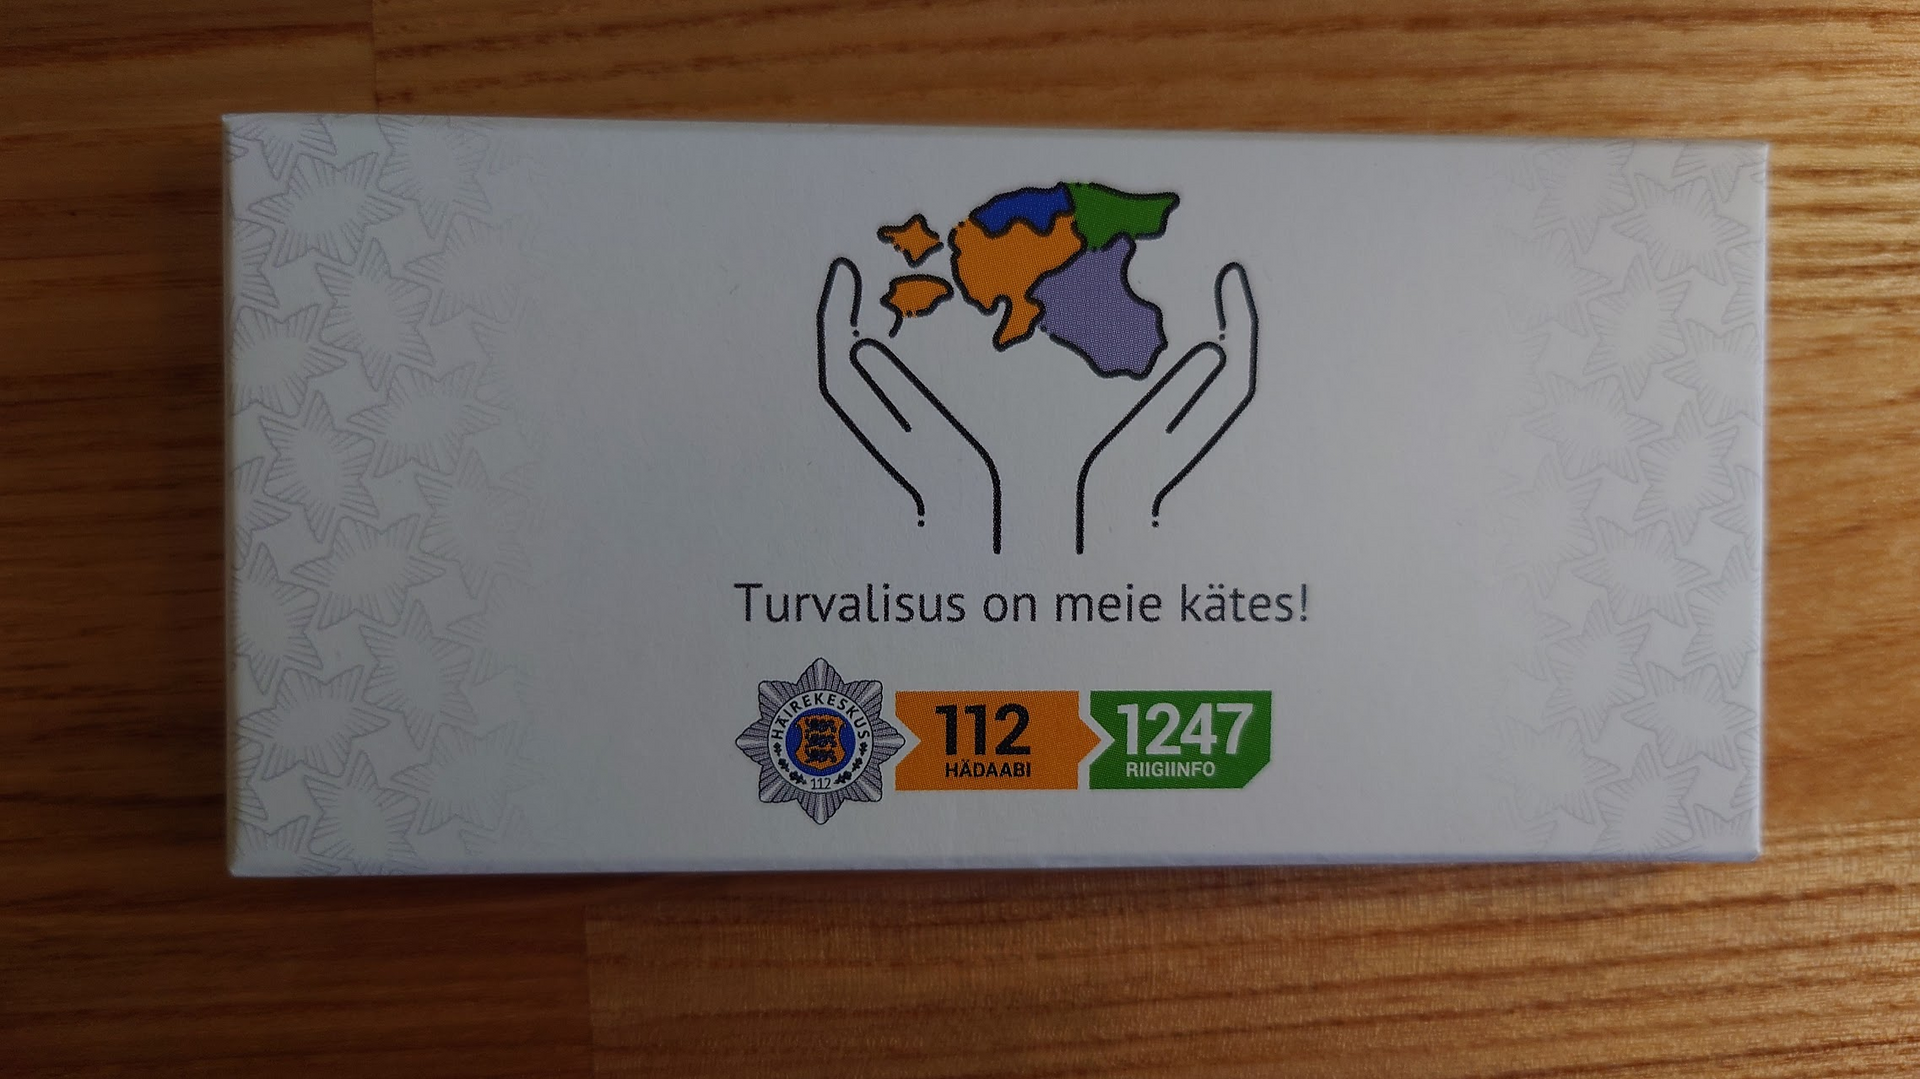 Turvalisus on meie kätes!
HÄIREKESKUS
112
112
HÄDAABI
1247
RIIGIINFO